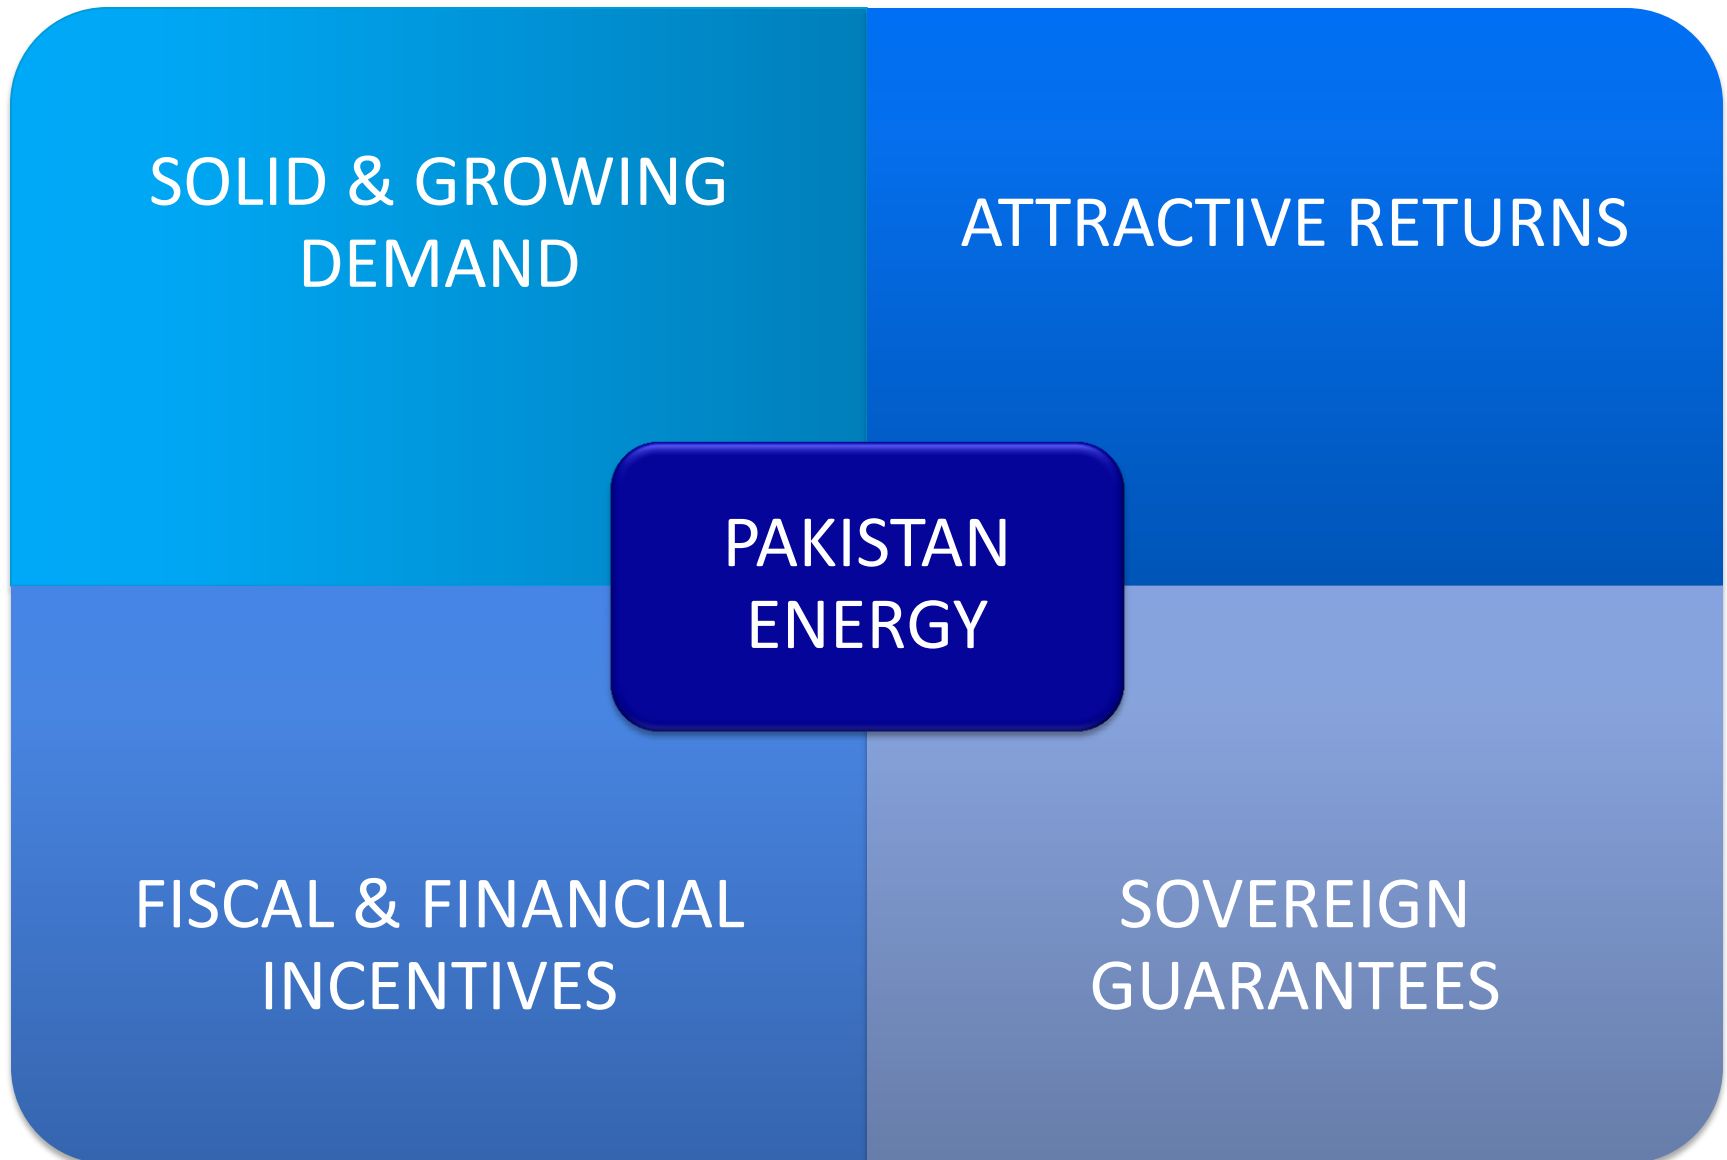 SOLID & GROWING
DEMAND
ATTRACTIVE RETURNS
PAKISTAN
ENERGY
FISCAL & FINANCIAL
INCENTIVES
SOVEREIGN
GUARANTEES